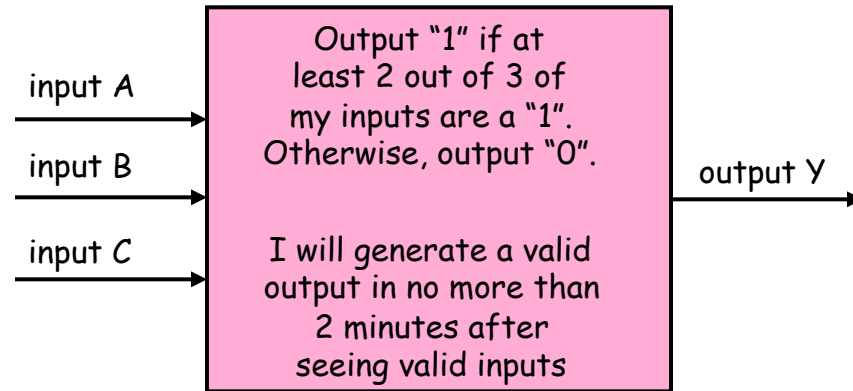 input A
input B
input C
Output “1” if at
least 2 out of 3 of
my inputs are a “1”.
Otherwise, output “0”.
I will generate a valid
output in no more than
2 minutes after
seeing valid inputs
output Y